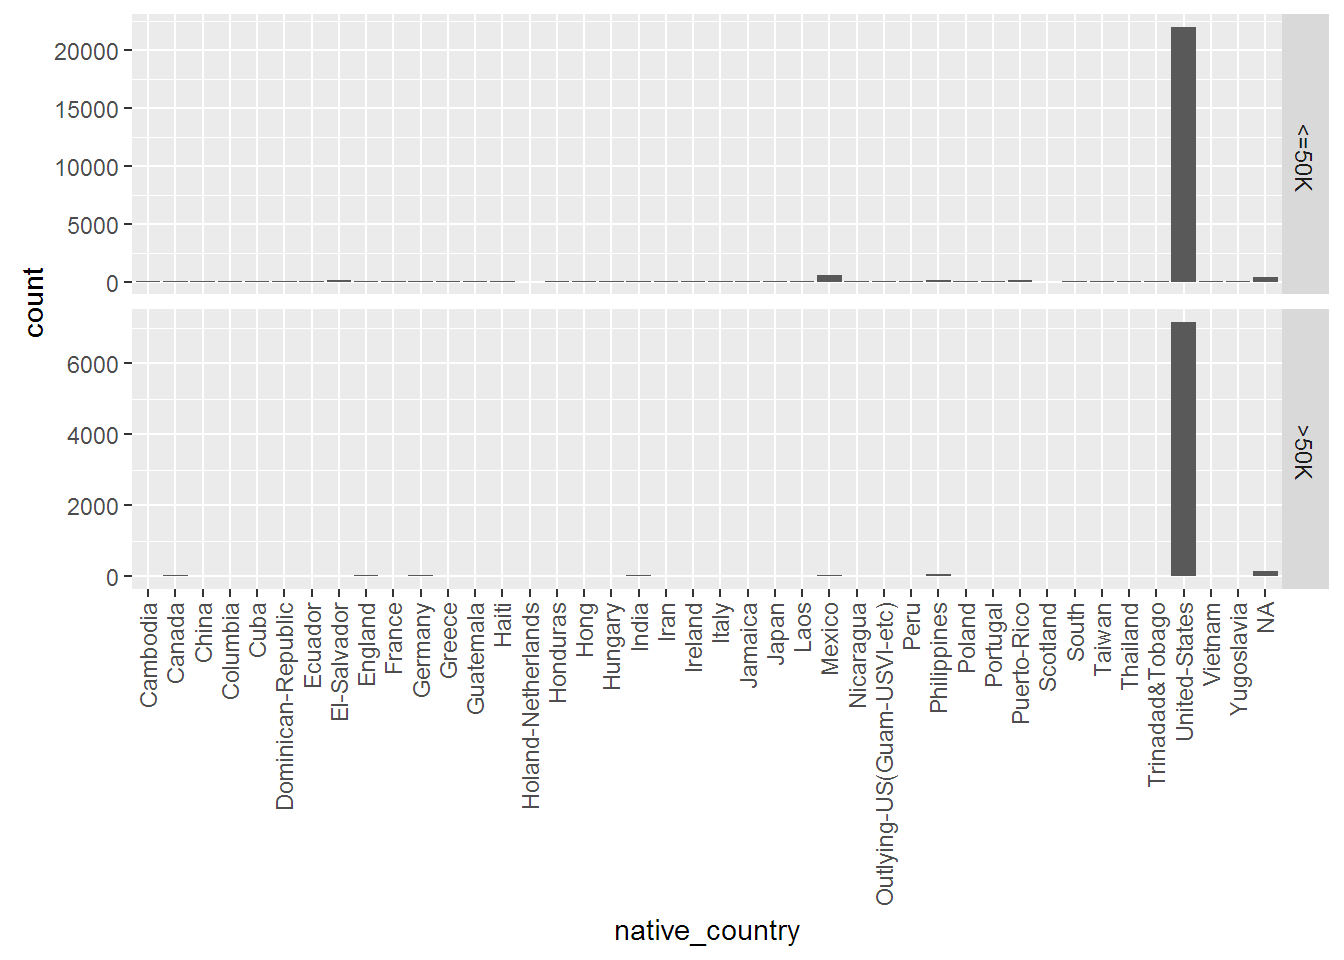 20000
15000
10000
5000
0
<=50K
count
6000
4000
2000
0
>50K
Cambodia
Canada
China
Columbia
Cuba
Dominican-Republic
Ecuador
El-Salvador
England
France
Germany
Greece
Guatemala
Haiti
Holand-Netherlands
Honduras
Hong
Hungary
India
Iran
Ireland
Italy
Jamaica
Japan
Laos
Mexico
Nicaragua
Outlying-US(Guam-USVI-etc)
Peru
Philippines
Poland
Portugal
Puerto-Rico
Scotland
South
Taiwan
Thailand
Trinadad&Tobago
United-States
Vietnam
Yugoslavia
NA
native_country